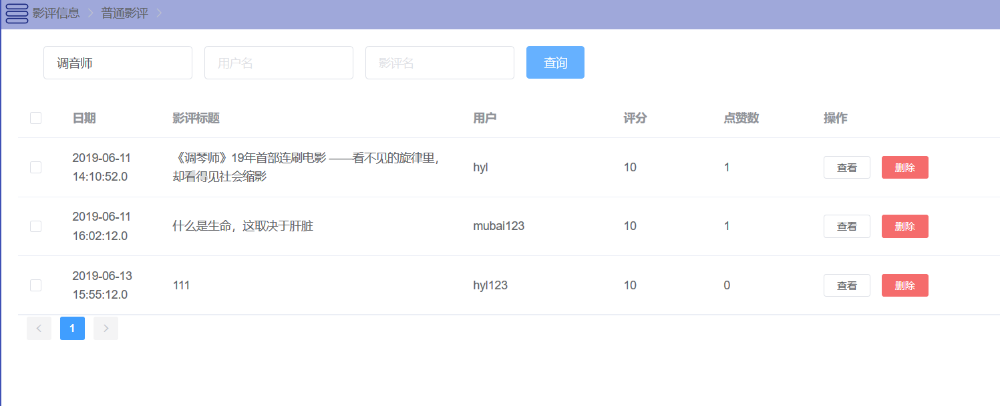 影评信息 普通影评
调音师 用户名 影评名 查询
日期 影评标题 用户 评分 点赞数 操作
2019-06-11 《调琴师》19年首部连刷电影 ——看不见的旋律里，
14:10:52.0 却看得见社会缩影 hyl 10 1 查看 删除
2019-06-11
16:02:12.0 什么是生命，这取决于肝脏 mubai123 10 1 查看 删除
2019-06-13
15:55:12.0 111 hyl123 10 0 查看 删除
1